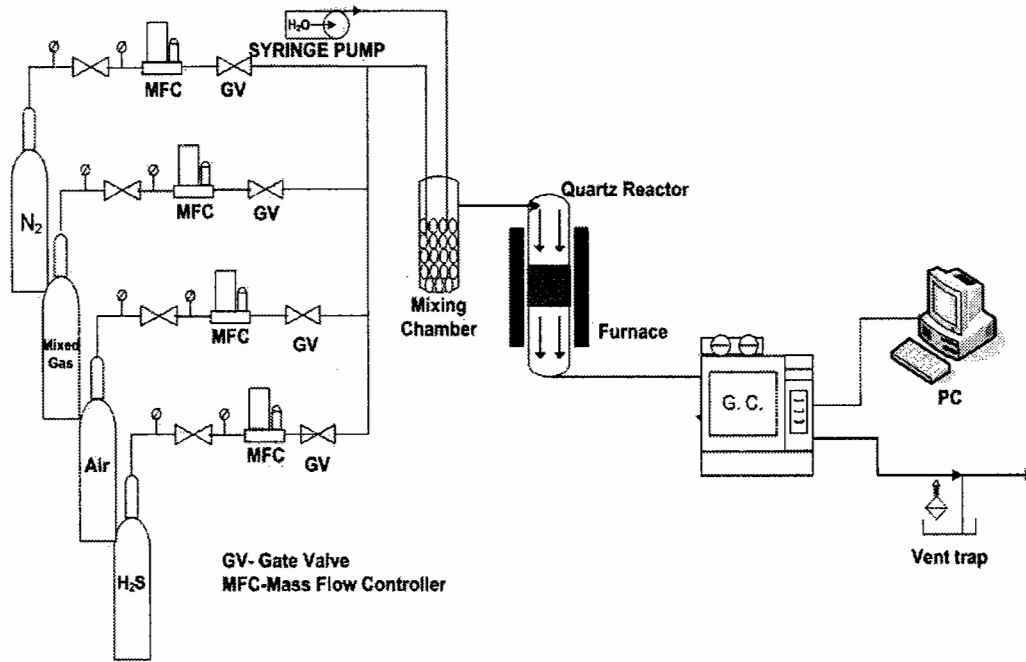 H₂O
SYRINGE PUMP
MFC
GV
N₂
MFC
GV
Quartz Reactor
Mixing
Chamber
Mixed
Gas
MFC
GV
Furnace
G. C.
PC
Air
MFC
GV
Vent trap
H₂S
GV- Gate Valve
MFC-Mass Flow Controller